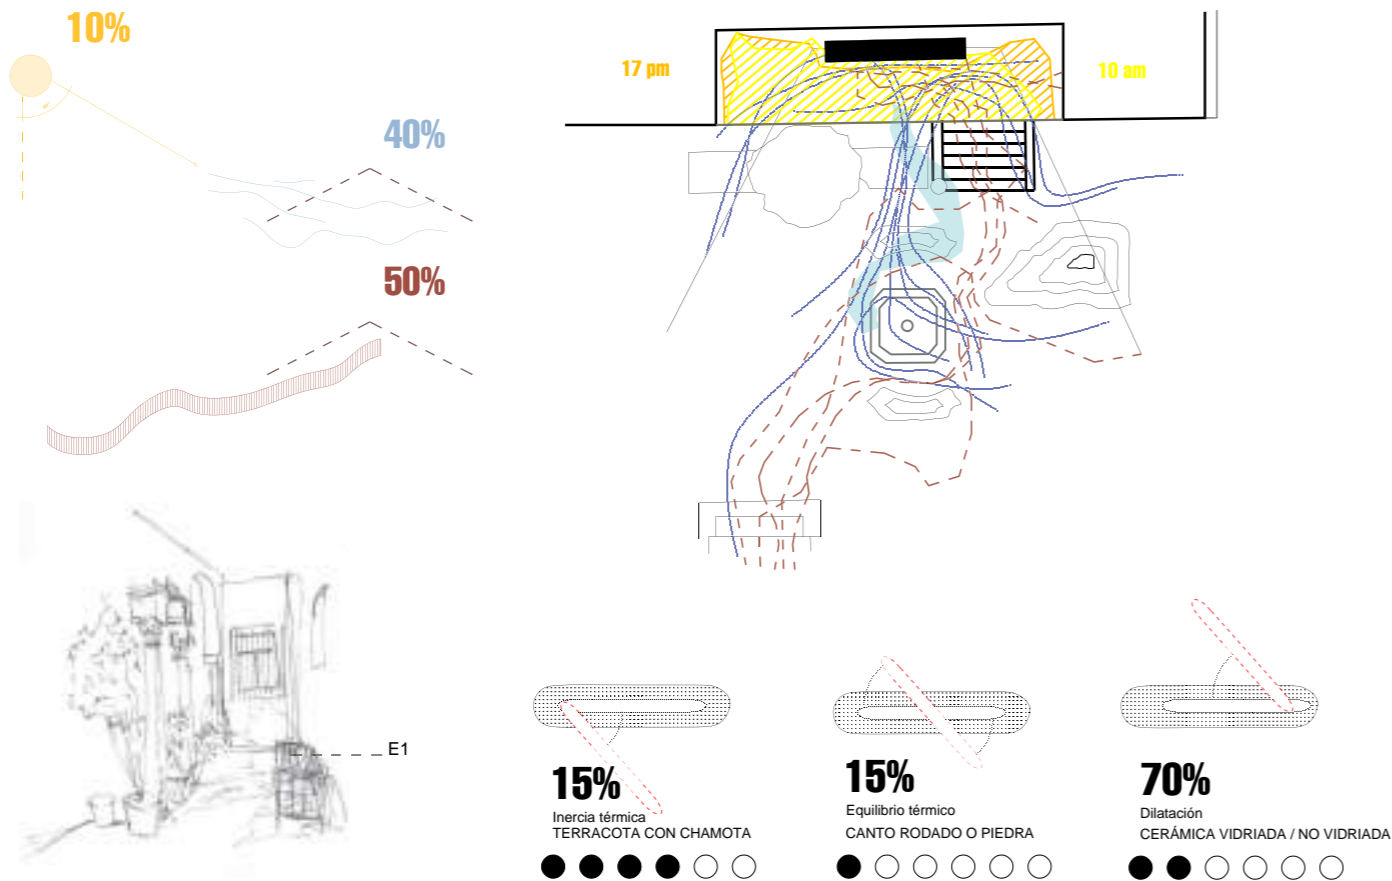 10%
17 pm
10 am
40%
50%
E1
15%
Inercia térmica
TERRACOTA CON CHAMOTA
15%
Equilibrio térmico
CANTO RODADO O PIEDRA
70%
Dilatación
CERÁMICA VIDRIADA / NO VIDRIADA